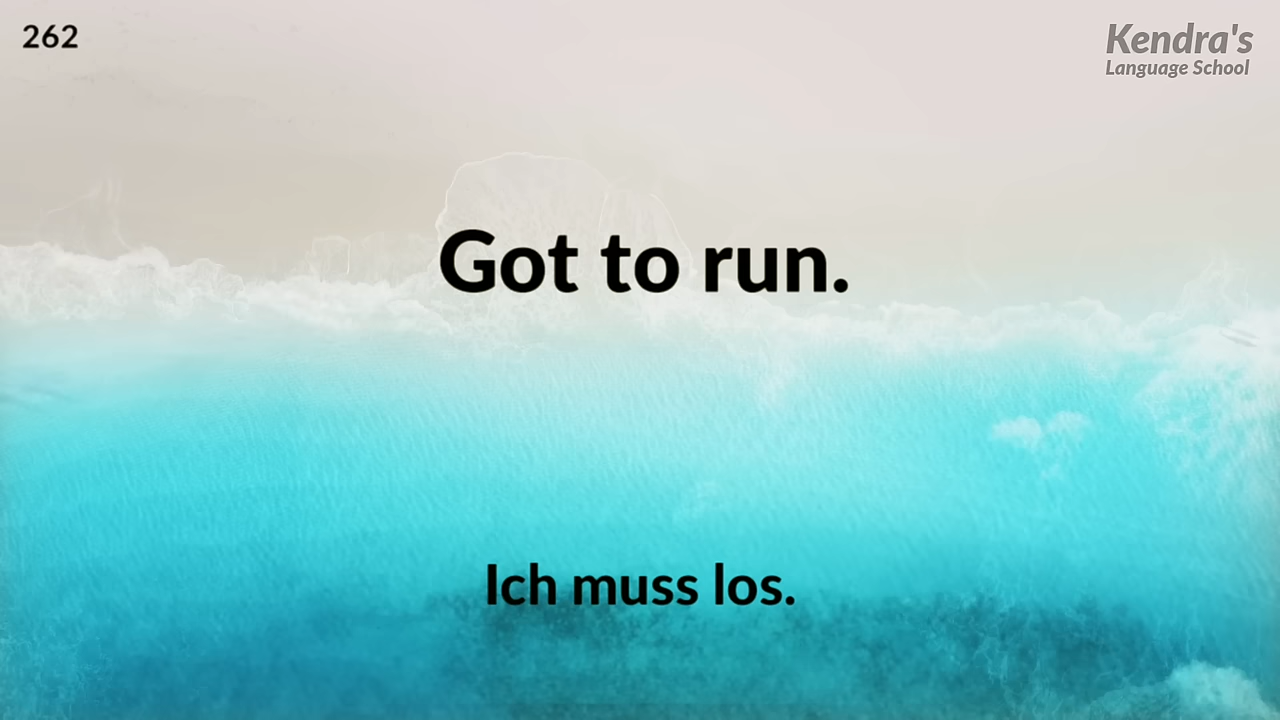 262
Kendra's
Language School
Got to run.
Ich muss los.